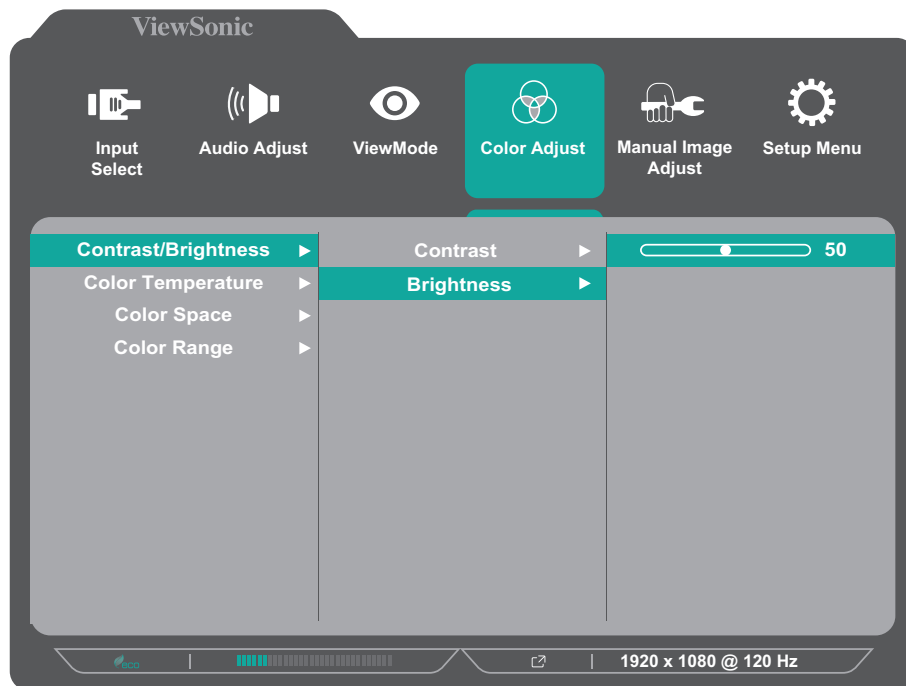 ViewSonic
Input Select
Audio Adjust
ViewMode
Color Adjust
Manual Image Adjust
Setup Menu
Contrast/Brightness
Contrast
50
Color Temperature
Brightness
Color Space
Color Range
eco
1920 x 1080 @ 120 Hz